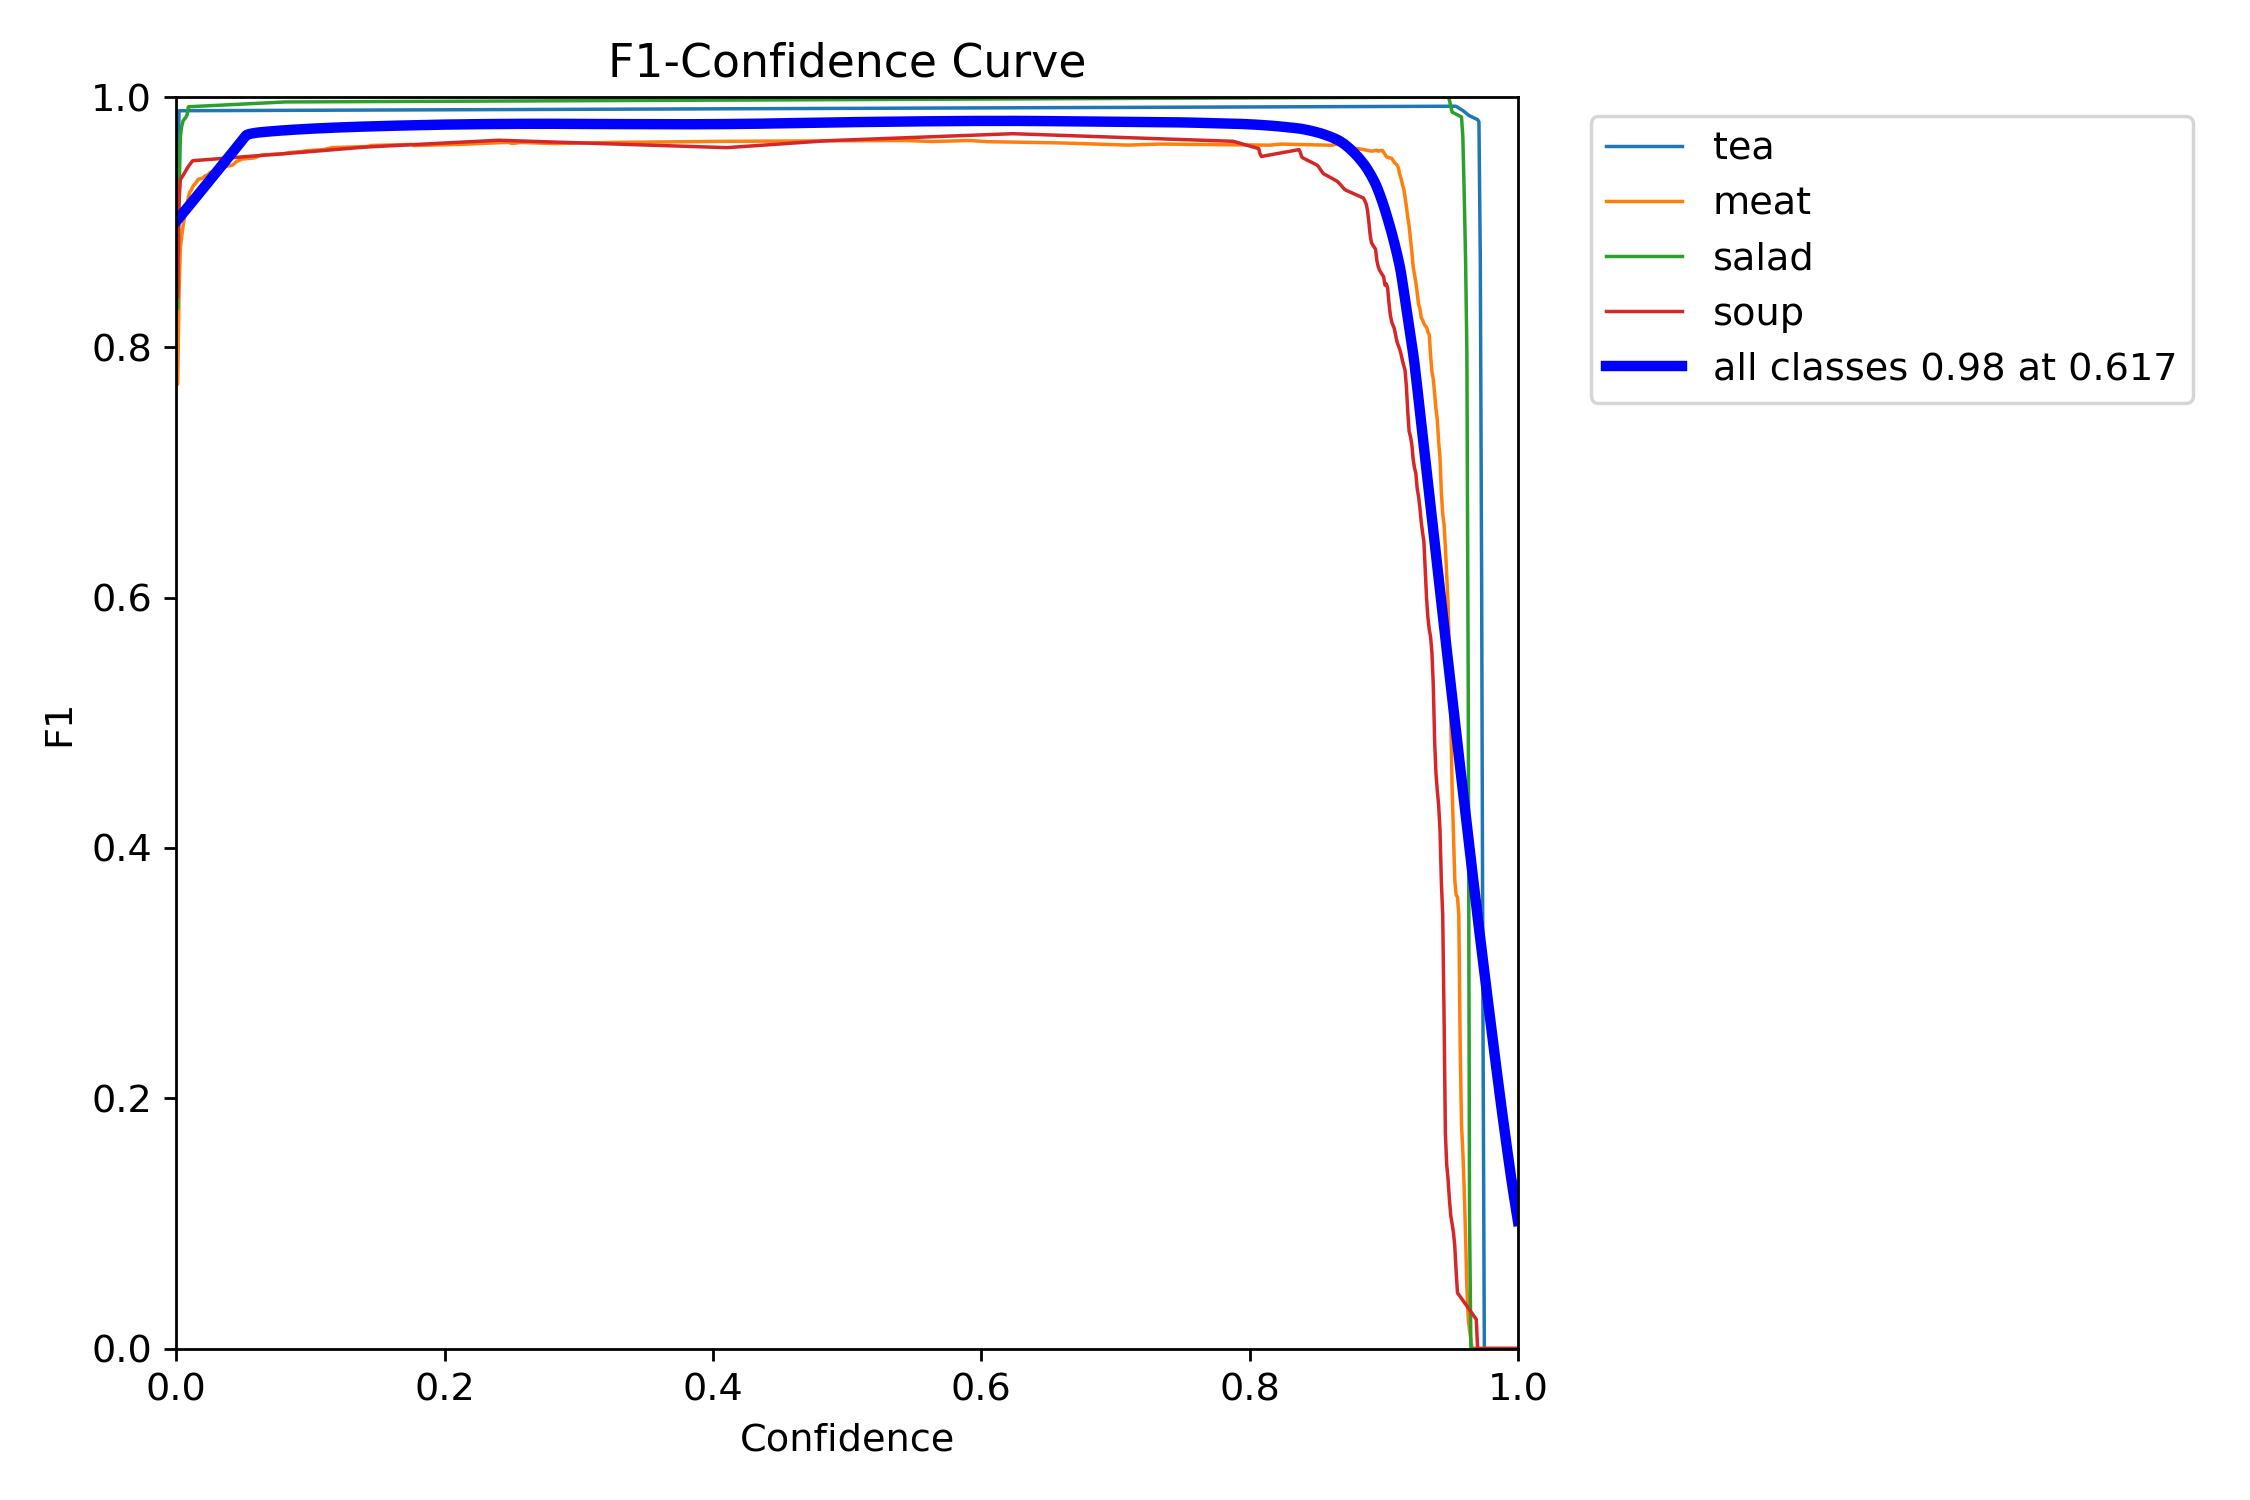 F1-Confidence Curve
1.0
0.8
0.6
0.4
0.2
0.0
F1
0.0 0.2 0.4 0.6 0.8 1.0
Confidence
tea
meat
salad
soup
all classes 0.98 at 0.617